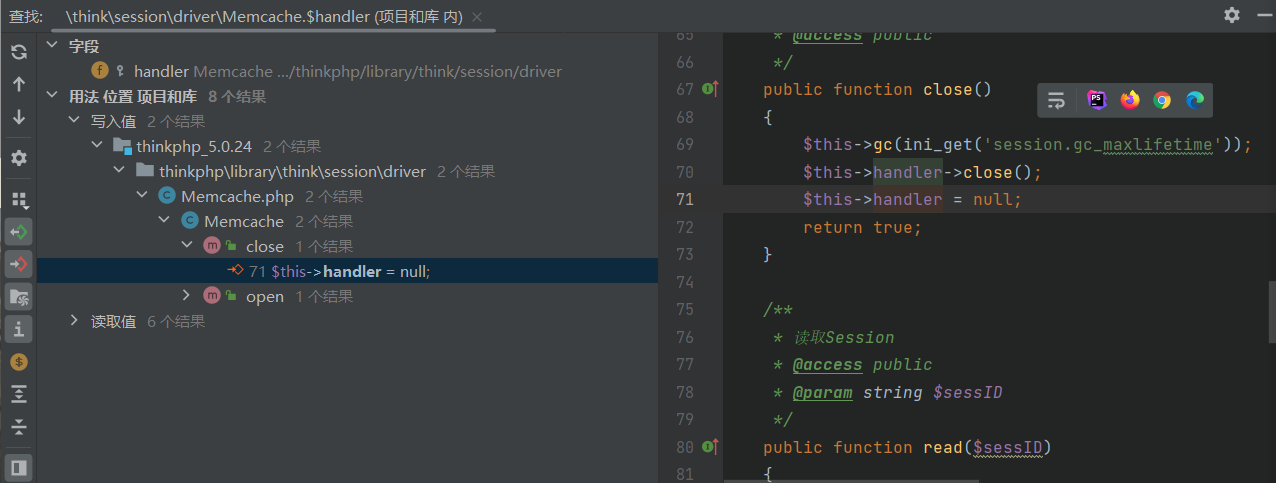 查找: \think\session\driver\Memcache.$handler (项目和库 内)
字段
handler Memcache .../thinkphp/library/think/session/driver
用法 位置 项目和库 8 个结果
写入值 2 个结果
thinkphp_5.0.24 2 个结果
thinkphp\library\think\session\driver 2 个结果
Memcache.php 2 个结果
Memcache 2 个结果
close 1 个结果
71 $this->handler = null;
open 1 个结果
读取值 6 个结果
65 * @access public
66 */
67 public function close()
68 {
69 $this->gc(ini_get('session.gc_maxlifetime'));
70 $this->handler->close();
71 $this->handler = null;
72 return true;
73 }
74
75 /**
76 * 读取Session
77 * @access public
78 * @param string $sessID
79 */
80 public function read($sessID)
81 {